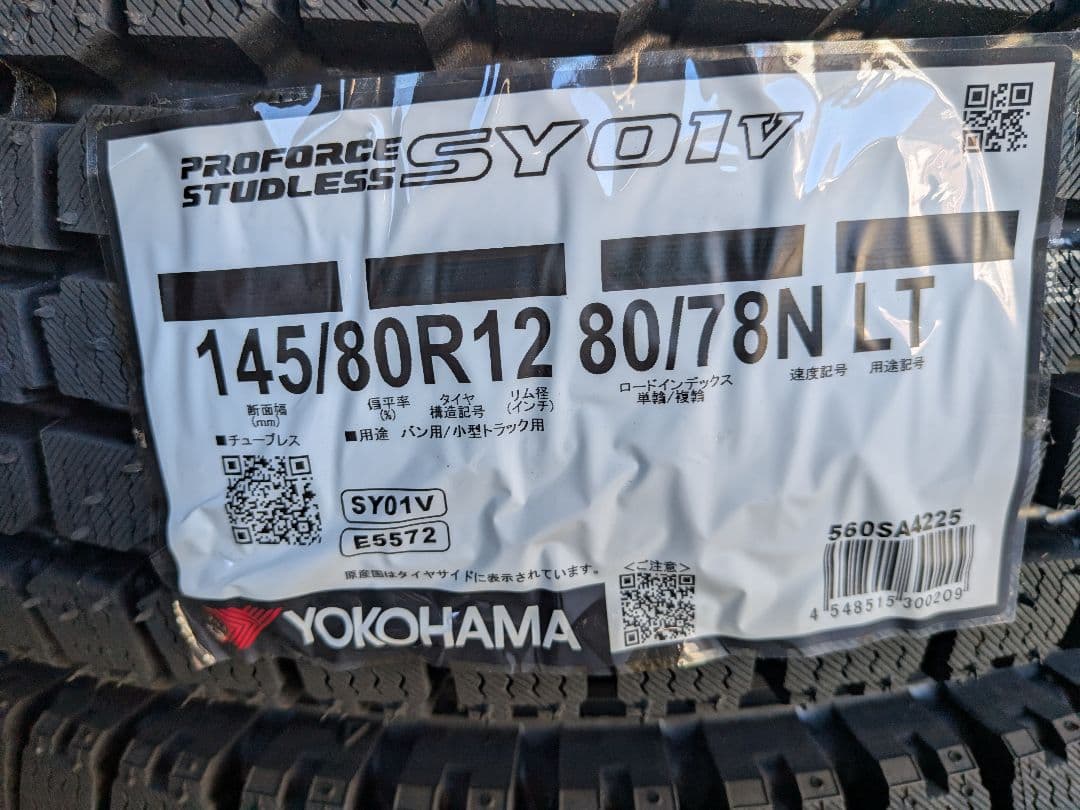 PROFORCE
STUDLESS SY01V
145/80R12 80/78N LT
断面幅
(mm)
偏平率
(%)
タイヤ
構造記号
リム径
(インチ)
ロードインデックス
単輪/複輪
速度記号
用途記号
■チューブレス
■用途 バン用/小型トラック用
SY01V
E5572
原産国はタイヤサイドに表示されています。
<ご注意>
560SA4225
4 548515 300209
YOKOHAMA